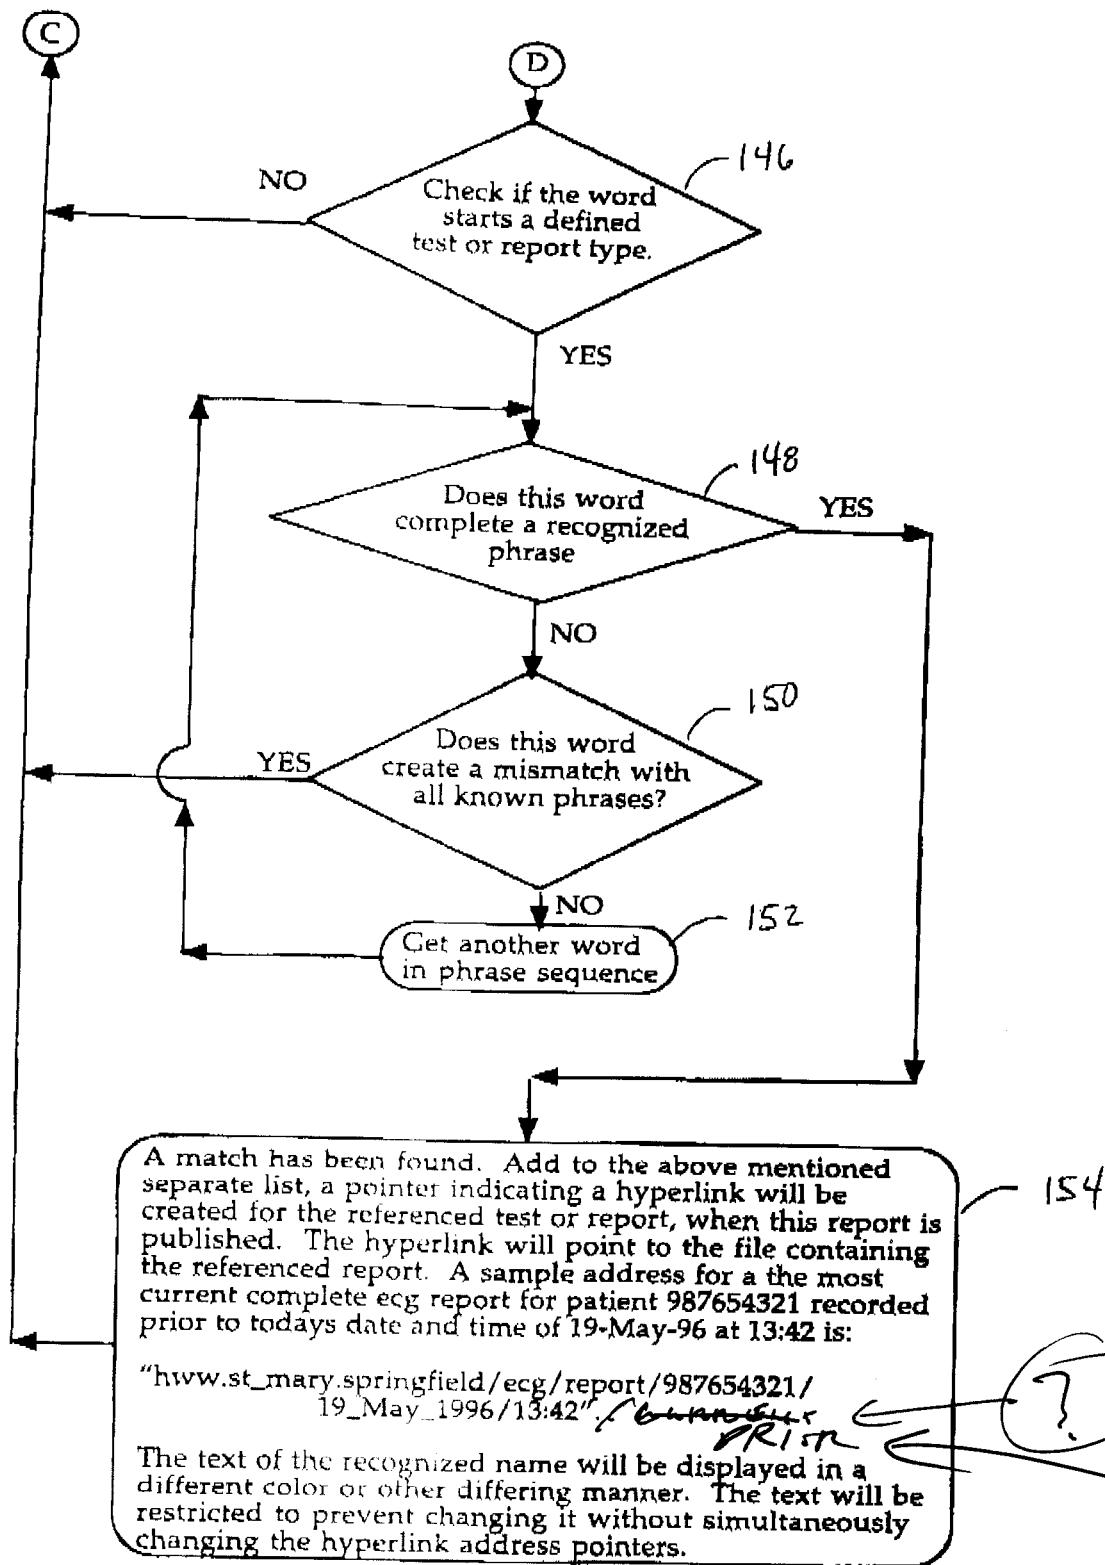 C
D
NO
146
Check if the word
starts a defined
test or report type.
YES
148
Does this word
complete a recognized
phrase
YES
NO
150
Does this word
create a mismatch with
all known phrases?
YES
NO
152
Get another word
in phrase sequence
154
A match has been found. Add to the above mentioned
separate list, a pointer indicating a hyperlink will be
created for the referenced test or report, when this report is
published. The hyperlink will point to the file containing
the referenced report. A sample address for a the most
current complete ecg report for patient 987654321 recorded
prior to todays date and time of 19-May-96 at 13:42 is:
"hww.st_mary.springfield/ecg/report/987654321/
19_May_1996/13:42". /
?
PRIOR
The text of the recognized name will be displayed in a
different color or other differing manner. The text will be
restricted to prevent changing it without simultaneously
changing the hyperlink address pointers.